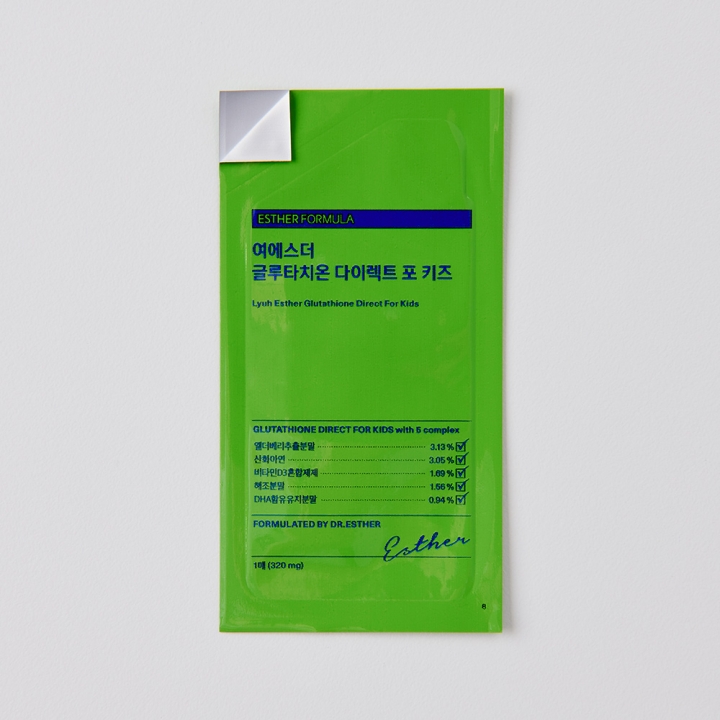 ESTHER FORMULA
여에스더
글루타치온 다이렉트 포 키즈
Lyuh Esther Glutathione Direct For Kids
GLUTATHIONE DIRECT FOR KIDS with 5 complex
엘더베리추출분말 3.13 %
산화아연 3.05 %
비타민D3혼합제제 1.69 %
해조분말 1.56 %
DHA함유유지분말 0.94 %
FORMULATED BY DR.ESTHER
Esther
1매 (320 mg)
6